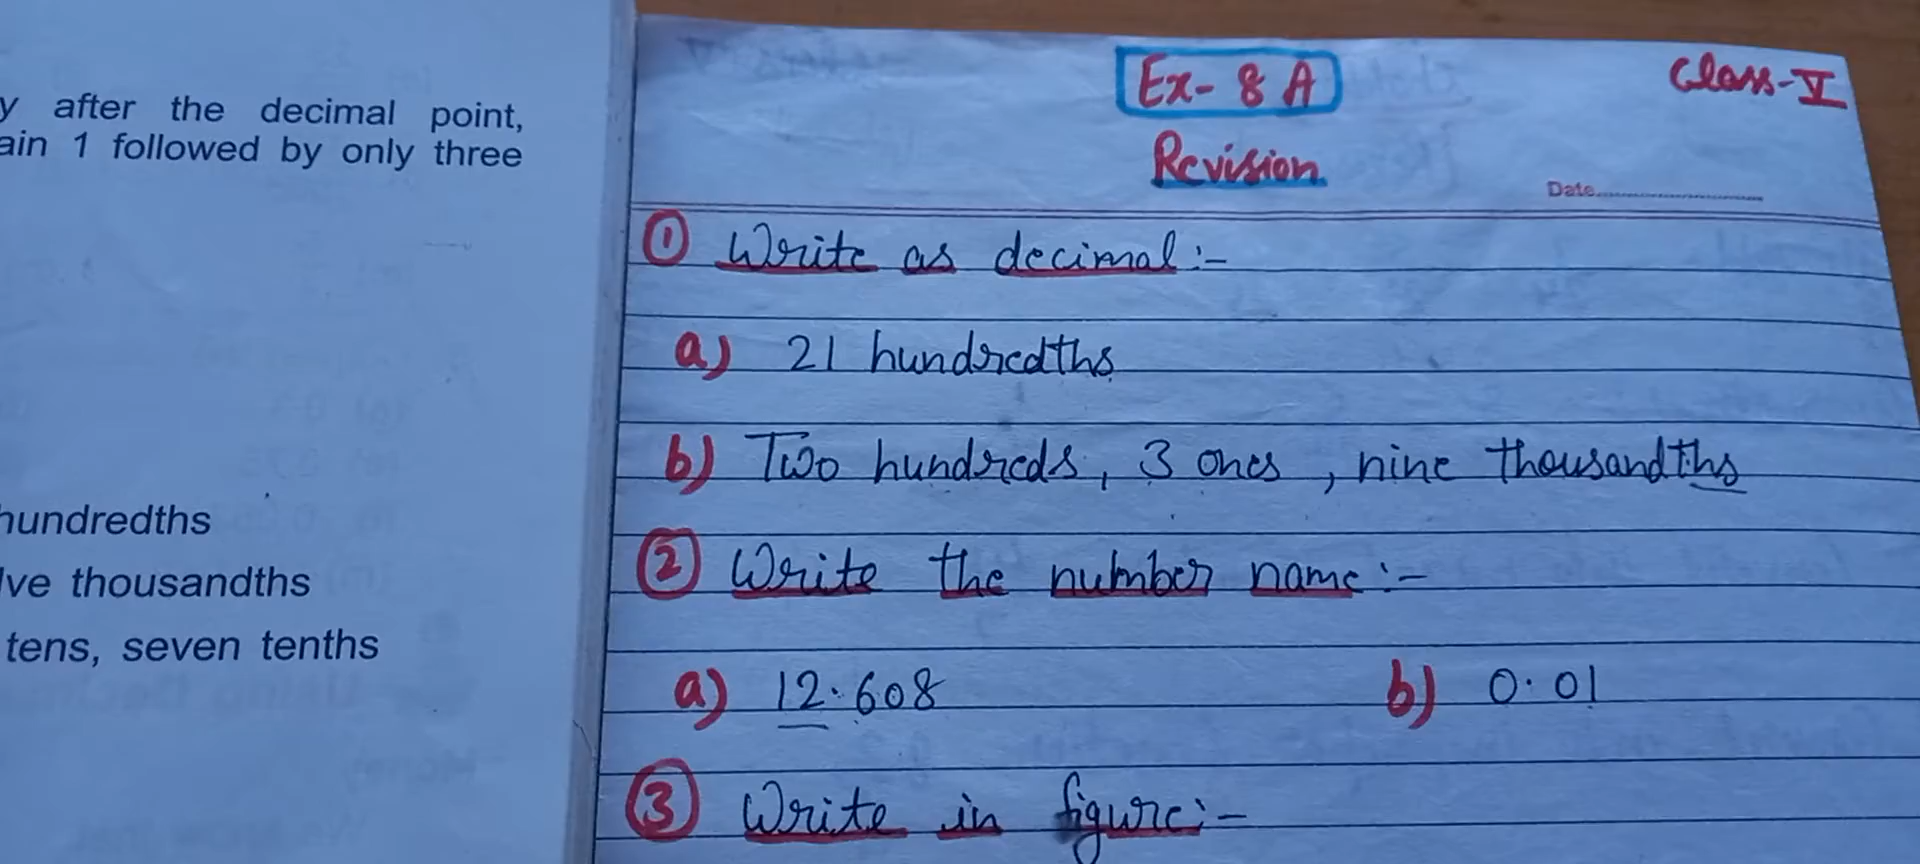 after the decimal point,
1 followed by only three
hundredths
thousandths
tens, seven tenths
Ex- 8 A
Class-V
Revision
Date
① Write as decimal:-
a) 21 hundredths
b) Two hundreds, 3 ones, nine thousandths
② Write the number name:-
a) 12.608 b) 0.01
③ Write in figure:-